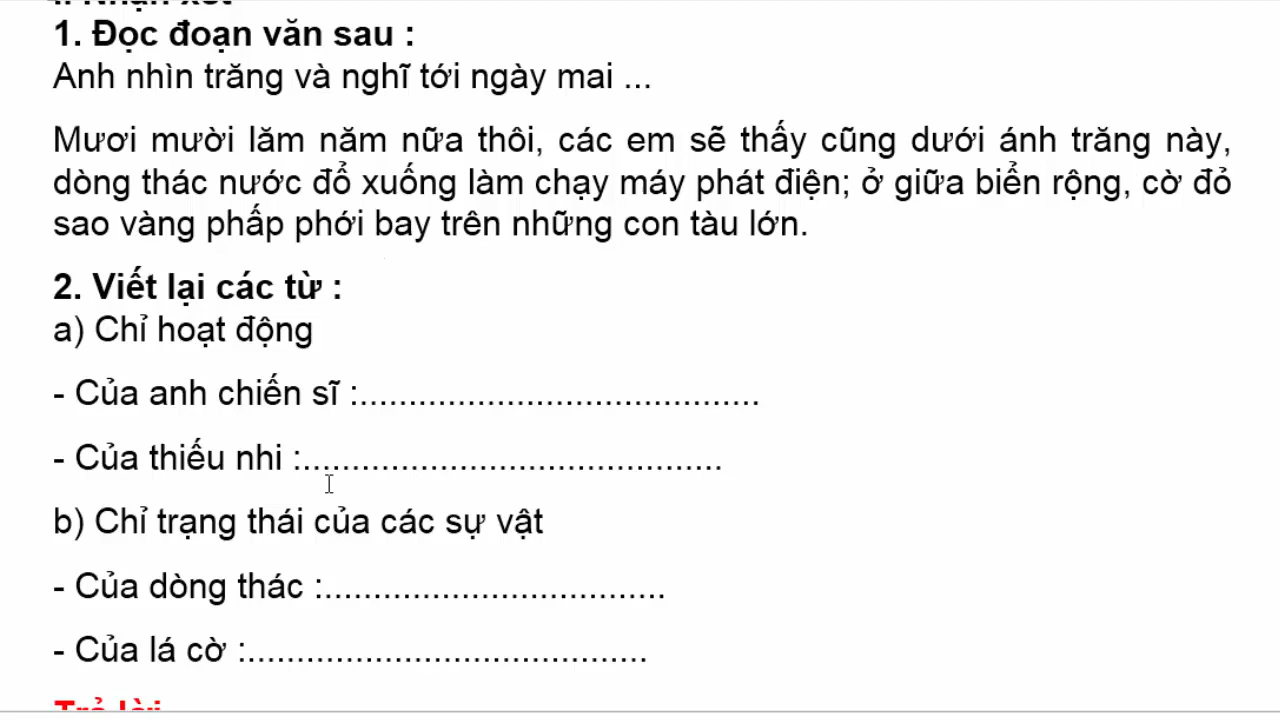 I. Nhận xét
1. Đọc đoạn văn sau :
Anh nhìn trăng và nghĩ tới ngày mai ...
Mươi mười lăm năm nữa thôi, các em sẽ thấy cũng dưới ánh trăng này,
dòng thác nước đổ xuống làm chạy máy phát điện; ở giữa biển rộng, cờ đỏ
sao vàng phấp phới bay trên những con tàu lớn.
2. Viết lại các từ :
a) Chỉ hoạt động
- Của anh chiến sĩ :.........................................
- Của thiếu nhi :...........................................
b) Chỉ trạng thái của các sự vật
- Của dòng thác :...................................
- Của lá cờ :.........................................
Trả lời